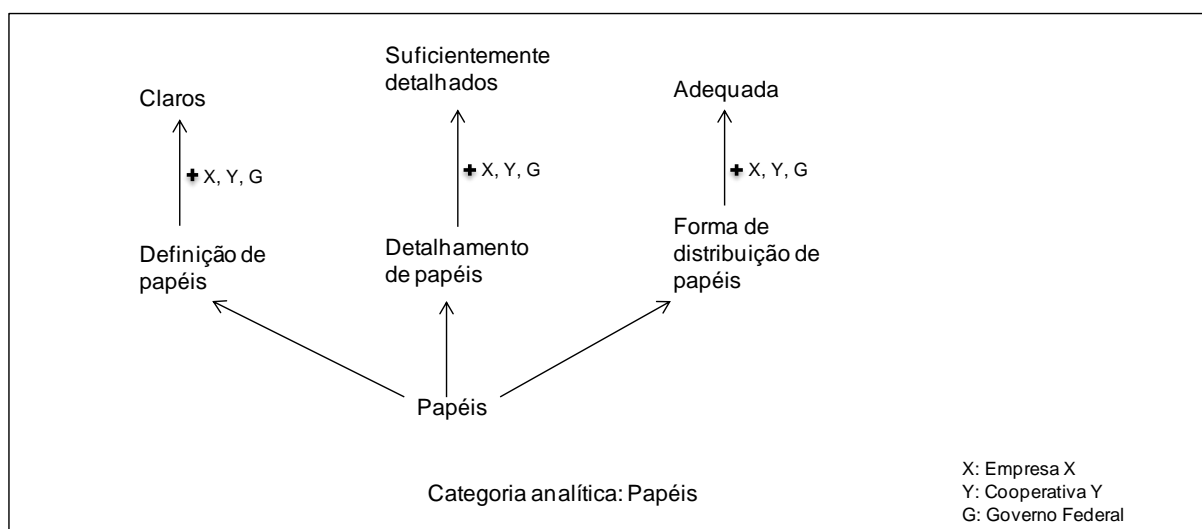 Suficientemente
detalhados
Claros
Adequada
+ X, Y, G
+ X, Y, G
+ X, Y, G
Definição de
papéis
Detalhamento
de papéis
Forma de
distribuição de
papéis
Papéis
Categoria analítica: Papéis
X: Empresa X
Y: Cooperativa Y
G: Governo Federal